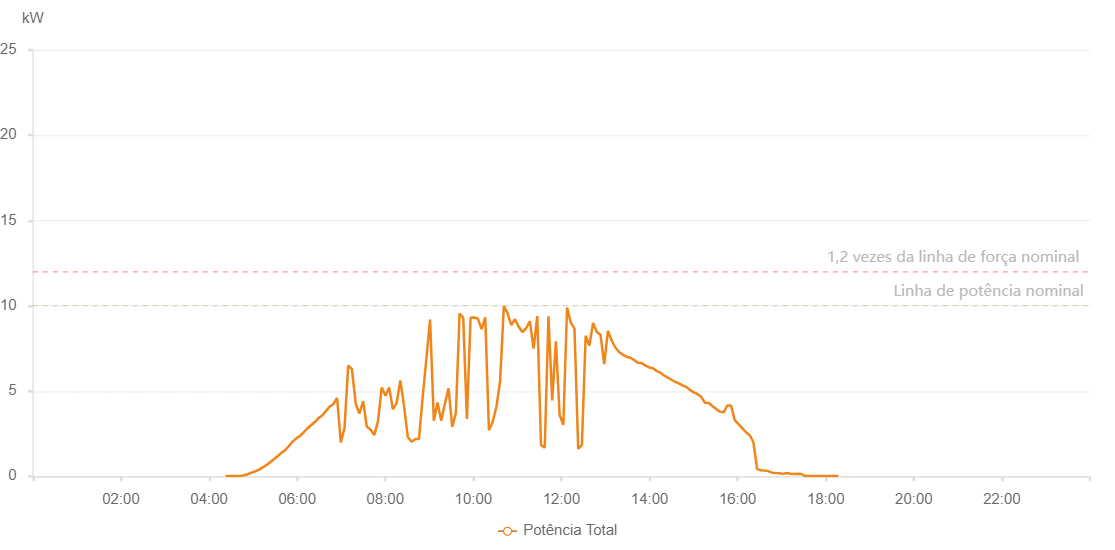 kW
25
20
15
1,2 vezes da linha de força nominal
Linha de potência nominal
10
5
0
02:00 04:00 06:00 08:00 10:00 12:00 14:00 16:00 18:00 20:00 22:00
Potência Total